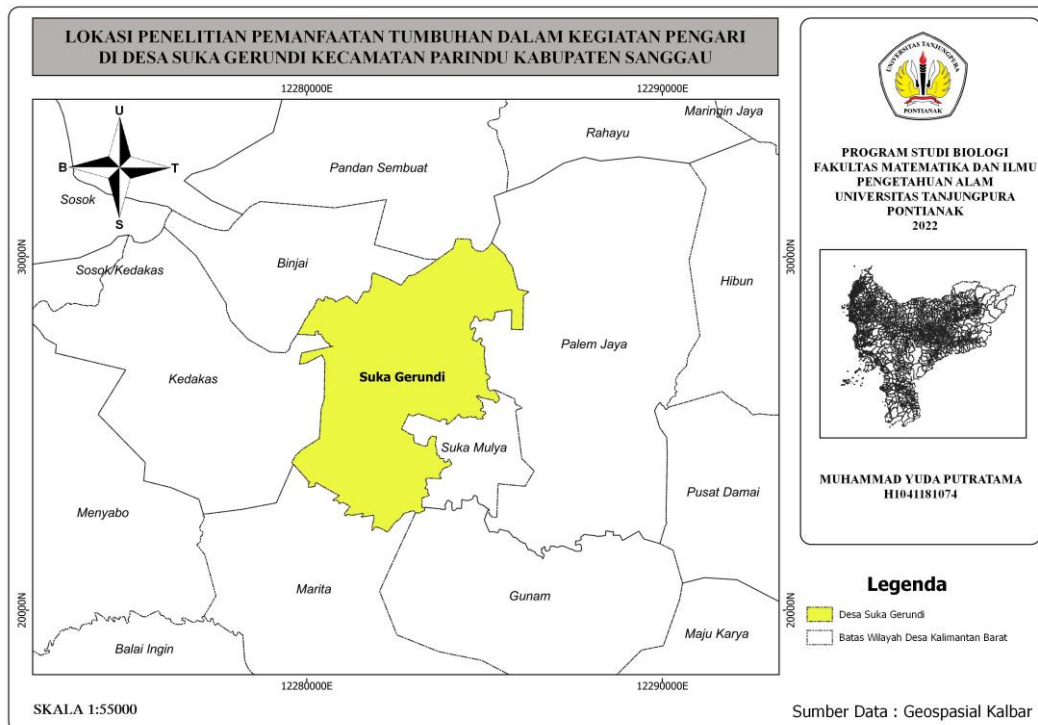 LOKASI PENELITIAN PEMANFAATAN TUMBUHAN DALAM KEGIATAN PENGARI
DI DESA SUKA GERUNDI KECAMATAN PARINDU KABUPATEN SANGGAU
12280000E
12290000E
U
B
T
S
Maringin Jaya
Rahayu
Pandan Sembuat
Sosok
30000N
30000N
Sosok/Kedakas
Binjai
Hibun
Palem Jaya
Kedakas
Suka Gerundi
Suka Mulya
Pusat Damai
Menyabo
Marita
Gunam
20000N
20000N
Maju Karya
Balai Ingin
12280000E
12290000E
SKALA 1:55000
UNIVERSITAS TANJUNGPURA
PONTIANAK
PROGRAM STUDI BIOLOGI
FAKULTAS MATEMATIKA DAN ILMU
PENGETAHUAN ALAM
UNIVERSITAS TANJUNGPURA
PONTIANAK
2022
MUHAMMAD YUDA PUTRATAMA
H1041181074
Legenda
Desa Suka Gerundi
Batas Wilayah Desa Kalimantan Barat
Sumber Data : Geospasial Kalbar